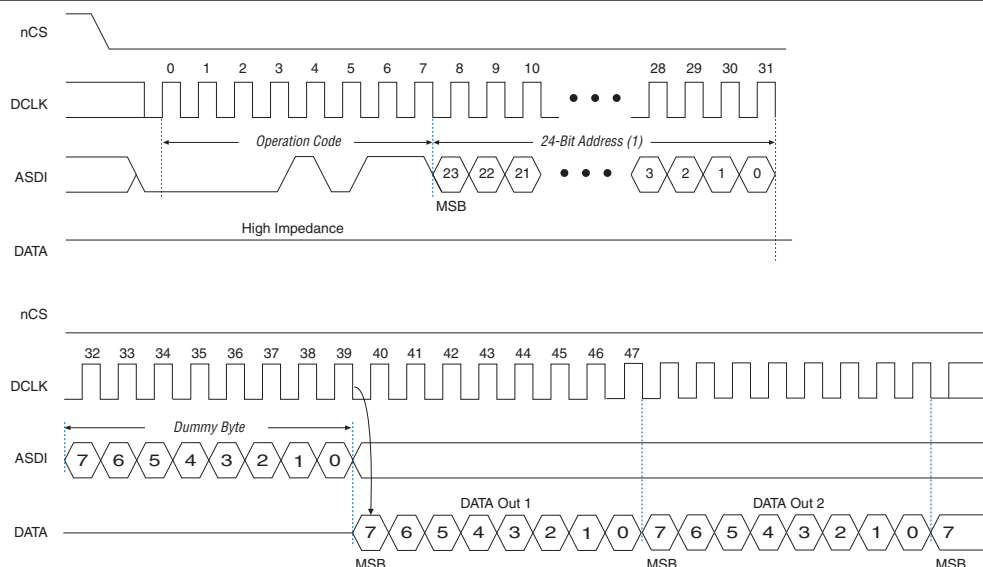 nCS
0 1 2 3 4 5 6 7 8 9 10 28 29 30 31
DCLK
Operation Code 24-Bit Address (1)
ASDI 23 22 21 3 2 1 0
MSB
High Impedance
DATA
nCS
32 33 34 35 36 37 38 39 40 41 42 43 44 45 46 47
DCLK
Dummy Byte
ASDI 7 6 5 4 3 2 1 0
DATA Out 1 DATA Out 2
DATA 7 6 5 4 3 2 1 0 7 6 5 4 3 2 1 0 7
MSB MSB MSB